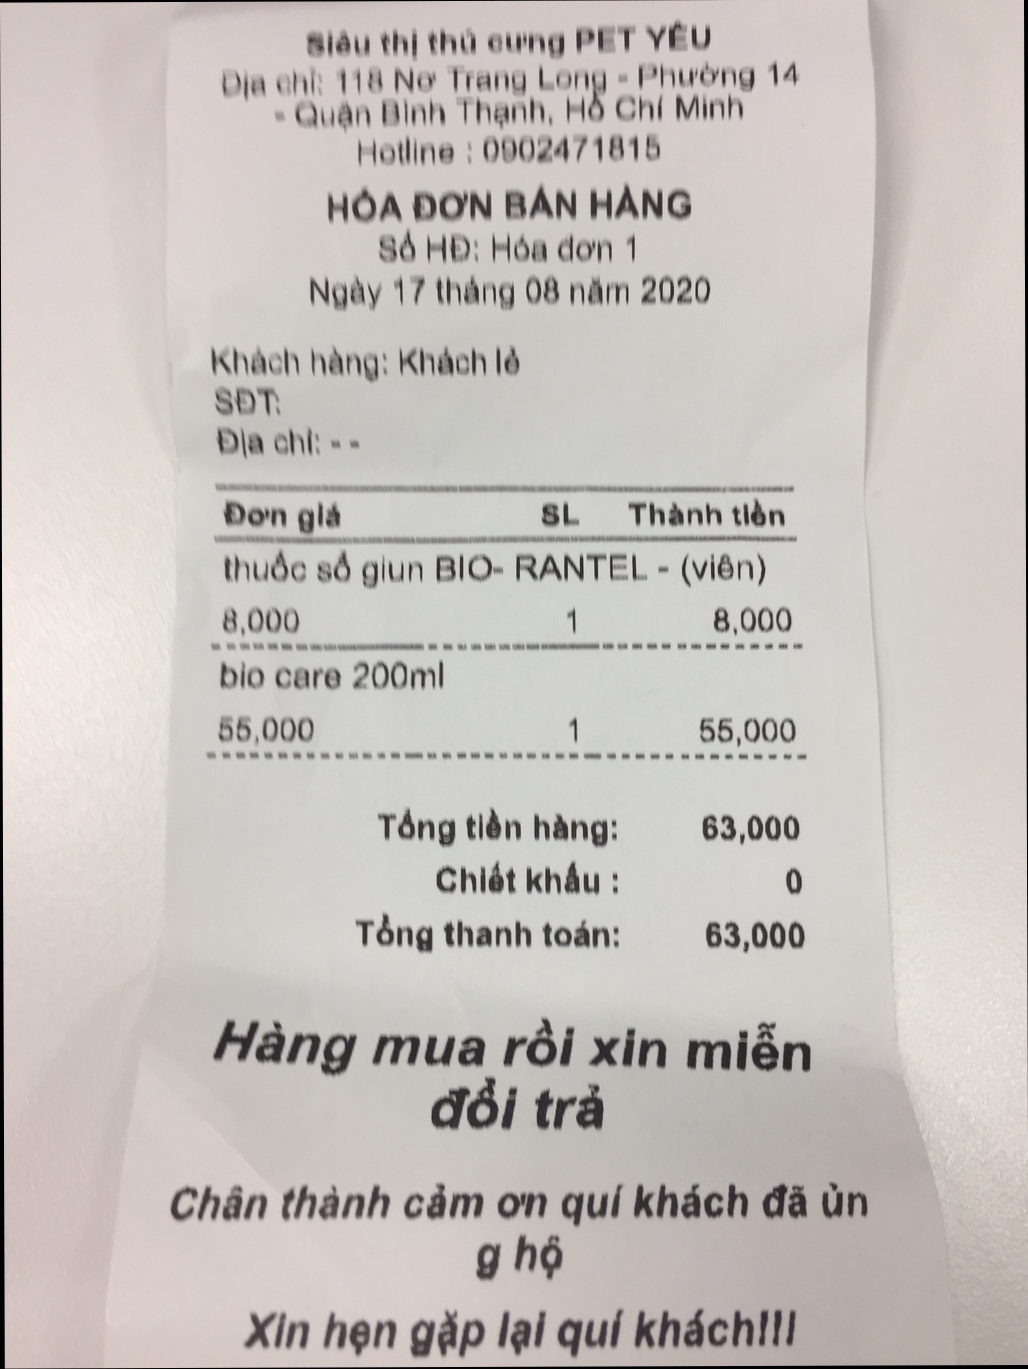 Siêu thị thú cưng PET YÊU
Địa chỉ: 118 Nơ Trang Long - Phường 14
- Quận Bình Thạnh, Hồ Chí Minh
Hotline : 0902471815
HÓA ĐƠN BÁN HÀNG
Số HĐ: Hóa đơn 1
Ngày 17 tháng 08 năm 2020
Khách hàng: Khách lẻ
SĐT:
Địa chỉ: - -
Đơn giá SL Thành tiền
thuốc sổ giun BIO- RANTEL - (viên)
8,000 1 8,000
bio care 200ml
55,000 1 55,000
Tổng tiền hàng: 63,000
Chiết khấu : 0
Tổng thanh toán: 63,000
Hàng mua rồi xin miễn
đổi trả
Chân thành cảm ơn quí khách đã ủn
g hộ
Xin hẹn gặp lại quí khách!!!